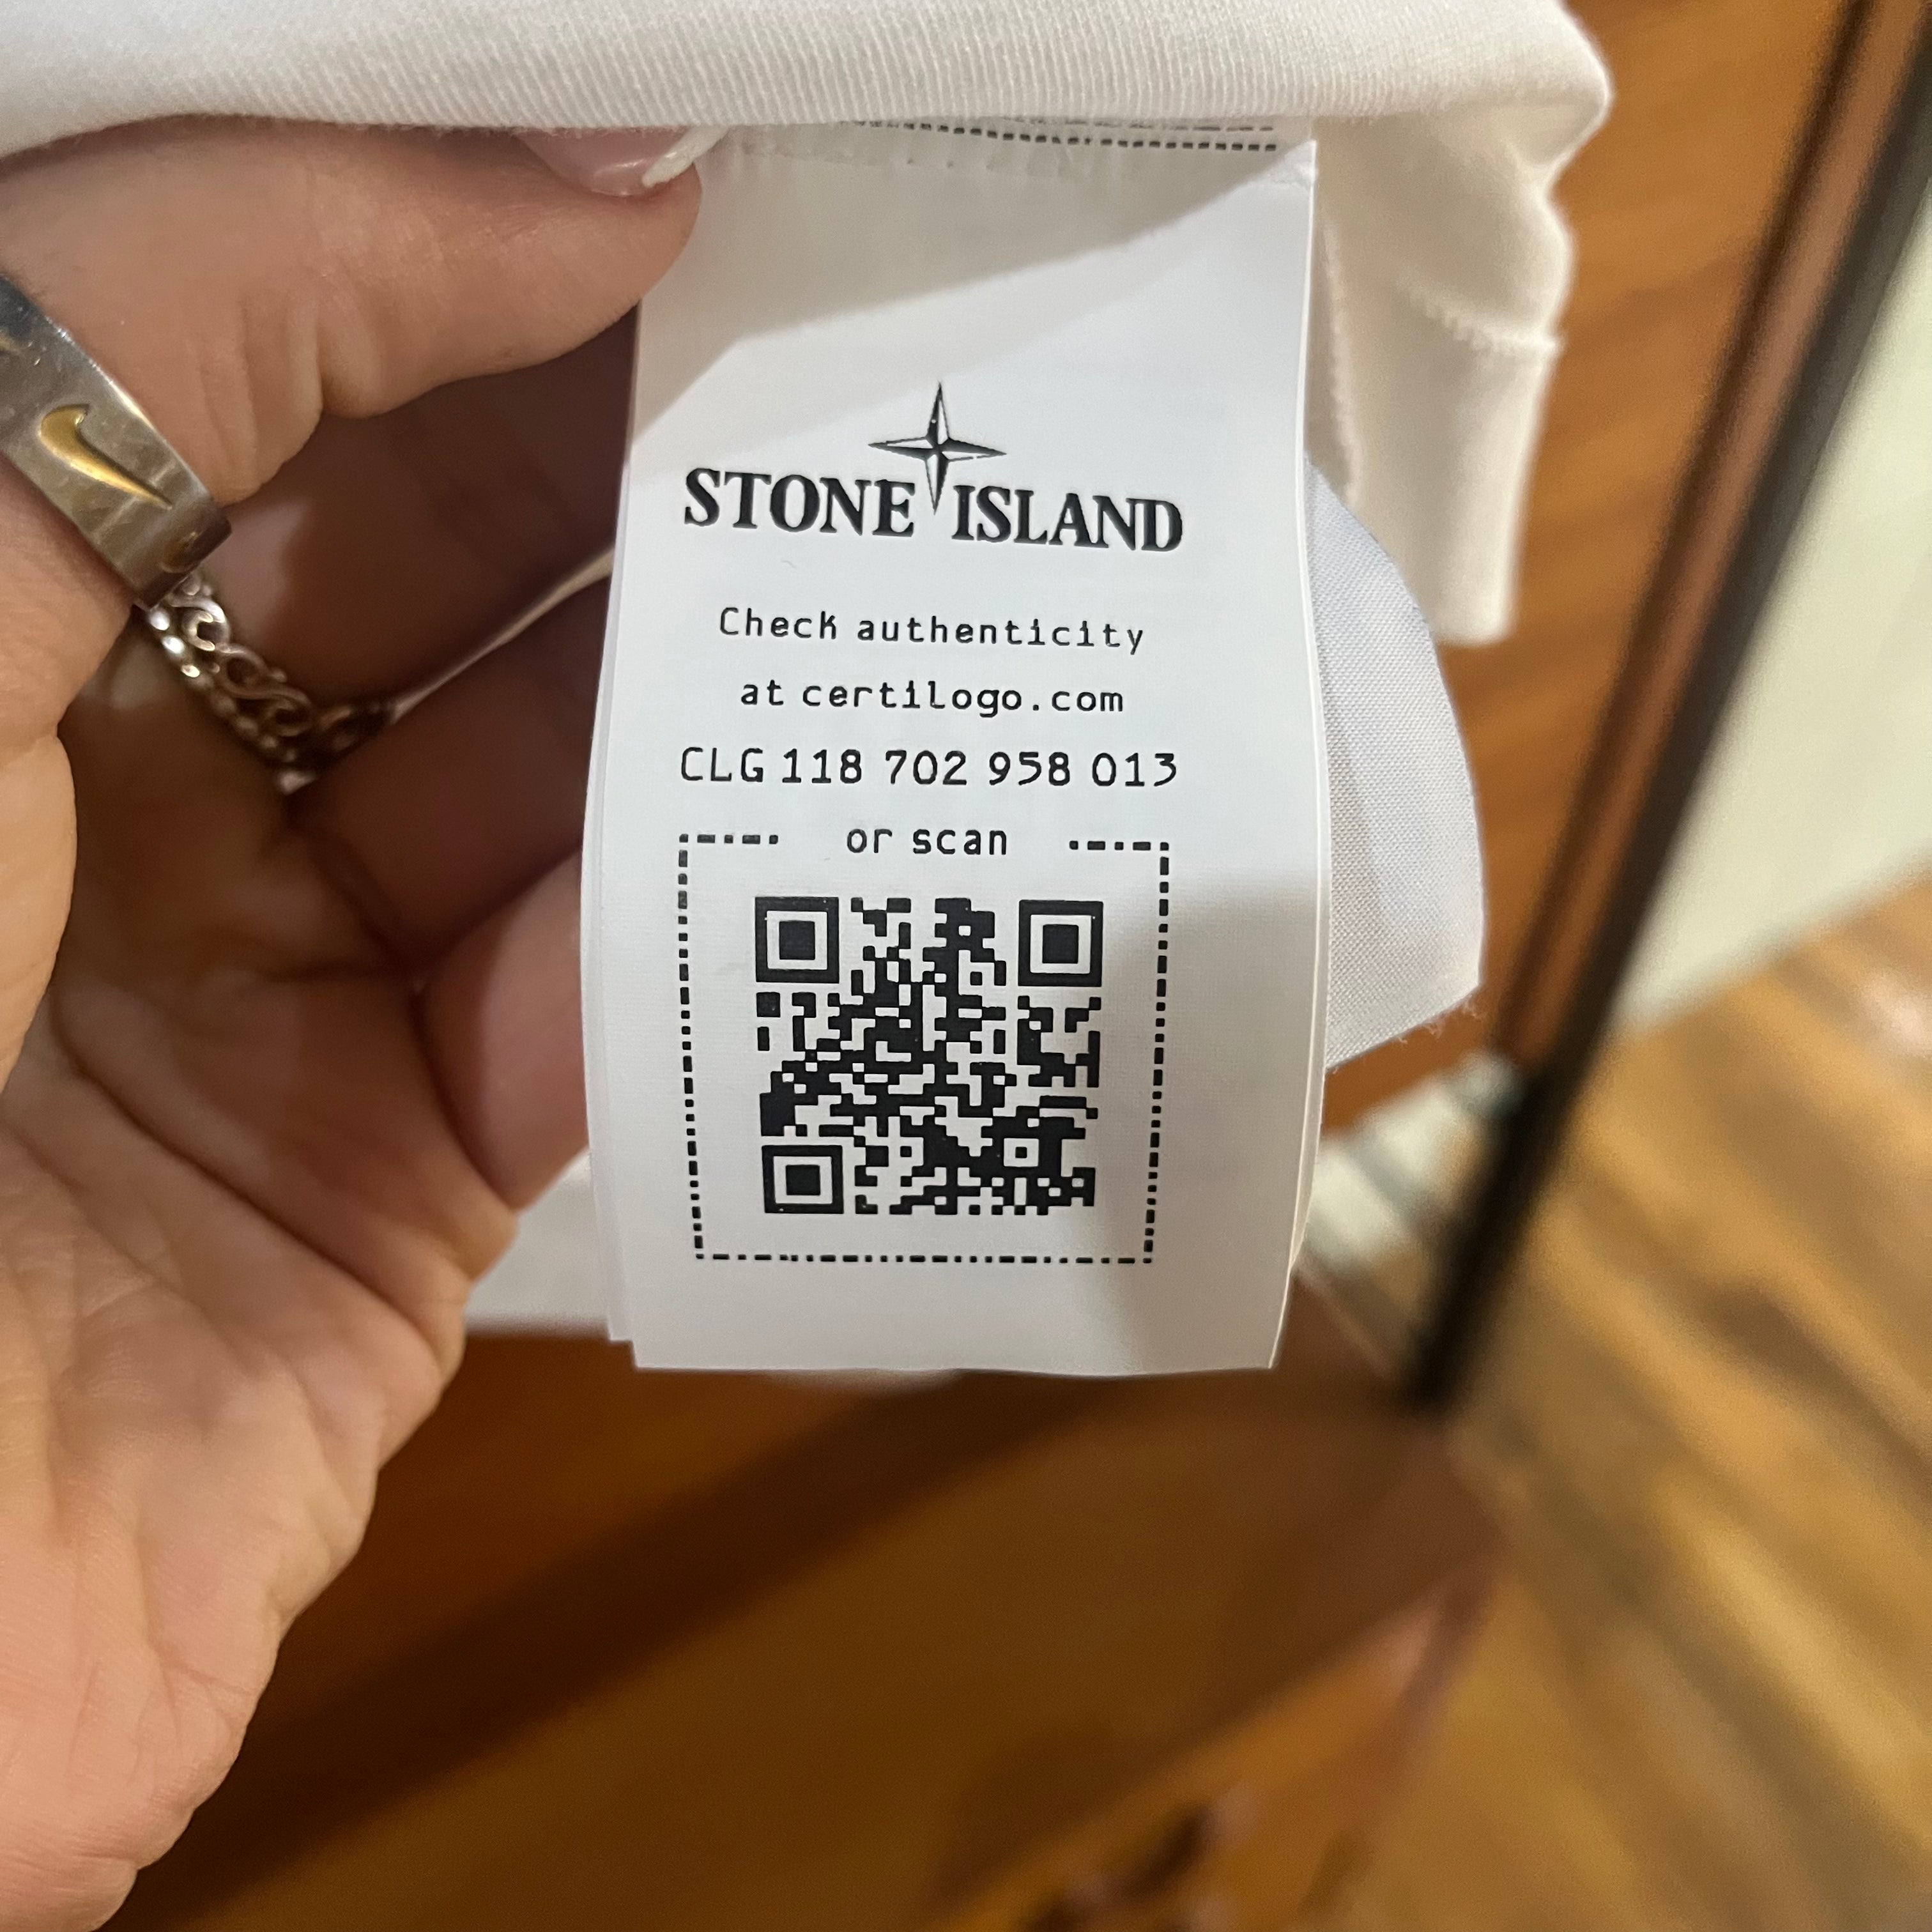 STONE ISLAND
Check authenticity
at certilogo.com
CLG 118 702 958 013
or scan